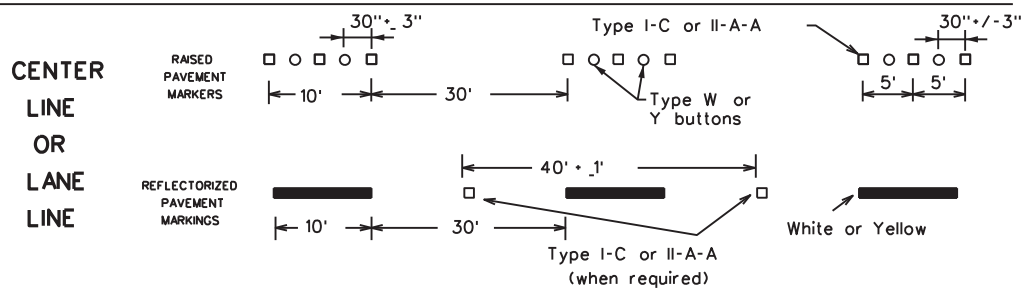 CENTER
LINE
OR
LANE
LINE
RAISED
PAVEMENT
MARKERS
30"+_ 3"
10'
30'
Type I-C or II-A-A
Type W or
Y buttons
30"+/-3"
5'
5'
REFLECTORIZED
PAVEMENT
MARKINGS
10'
30'
40' +_ 1'
Type I-C or II-A-A
(when required)
White or Yellow